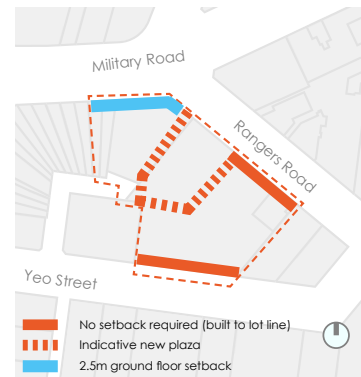 Military Road
Rangers Road
Yeo Street
No setback required (built to lot line)
Indicative new plaza
2.5m ground floor setback